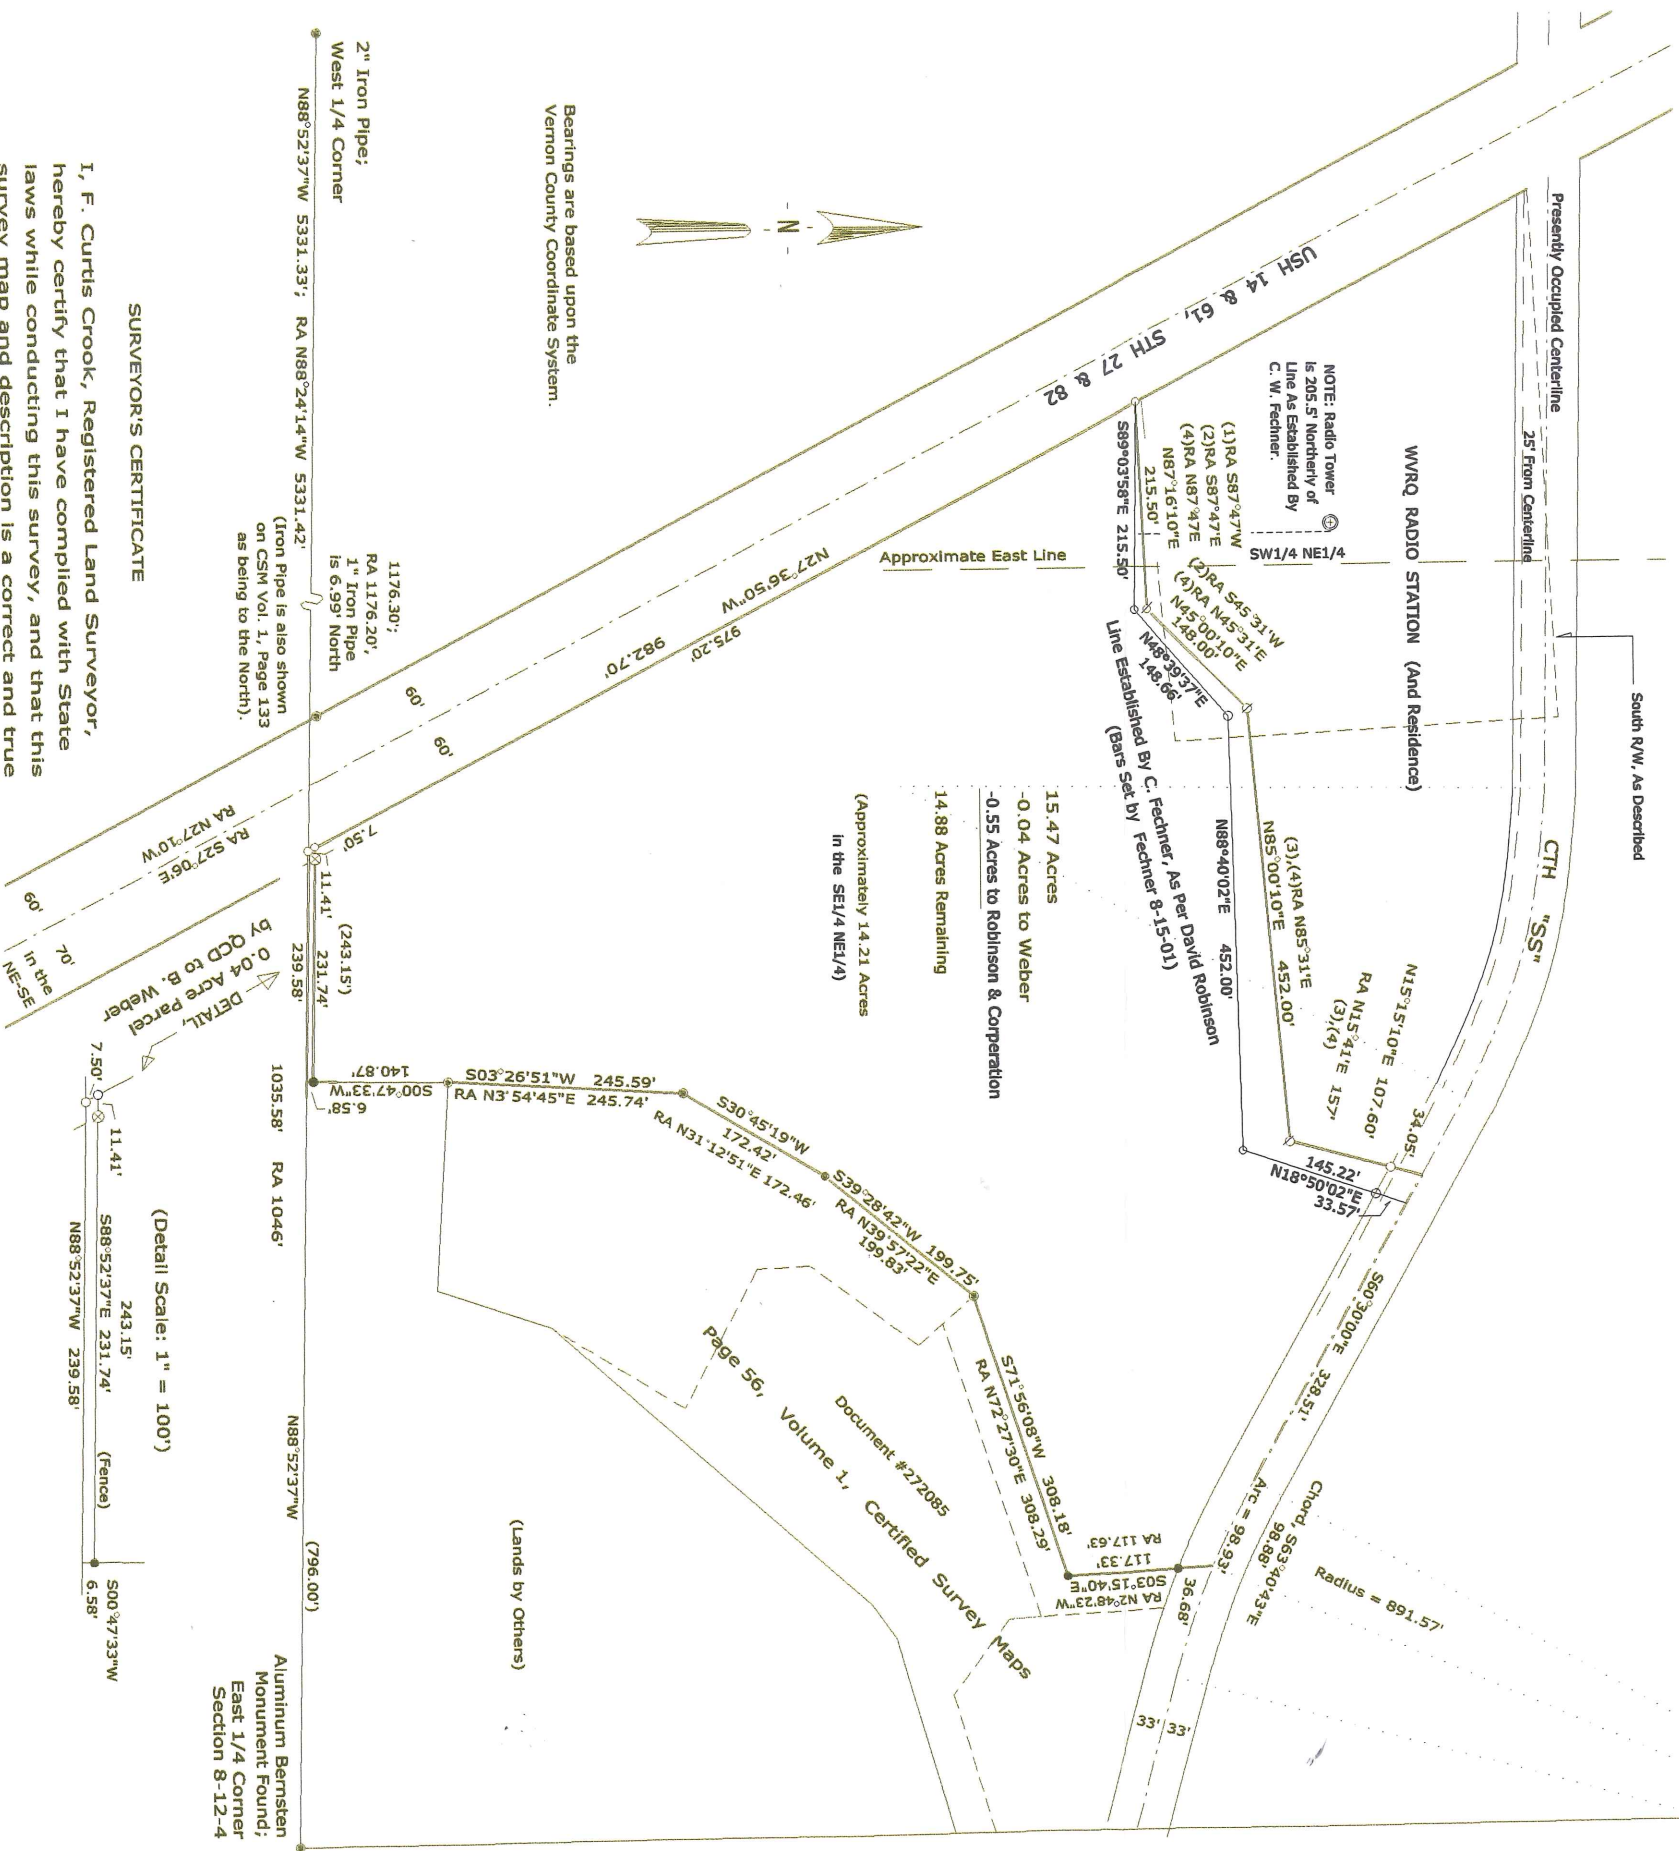 Presently Occupied Centerline
25' From Centerline
South R/W, As Described
WVRQ RADIO STATION (And Residence)
CTH "SS"
NOTE: Radio Tower
Is 205.5' Northerly of
Line As Established By
C. W. Fechner.
SW1/4 NE1/4
Approximate East Line
USH 14 & 61, STH 27 & 82
(1)RA S87°47'W
(2)RA S87°47'E
(4)RA N87°47'E
N87°16'10"E
215.50'
S89°03'58"E 215.50'
(2)RA S45°31'W
(4)RA N45°31'E
N45°00'10"E
148.00'
N48°39'37"E
148.66'
(3),(4)RA N85°31'E
N85°00'10"E 452.00'
N88°40'02"E 452.00'
Line Established By C. Fechner, As Per David Robinson
(Bars Set by Fechner 8-15-01)
N15°15'10"E 107.60'
RA N15°41'E 157'
(3),(4)
34.05'
145.22'
N18°50'02"E
33.57'
S60°30'00"E 328.51'
Arc = 98.93'
Chord, S63°40'43"E
98.88'
Radius = 891.57'
36.68'
33' 33'
RA 117.63'
117.33'
S03°15'40"E
RA N2°48'23"W
S71°56'08"W 308.18'
RA N72°27'30"E 308.29'
S39°28'42"W 199.75'
RA N39°57'22"E
199.83'
S30°45'19"W
172.42'
RA N31°12'51"E 172.46'
S03°26'51"W 245.59'
RA N3°54'45"E 245.74'
S00°47'33"W
140.87'
6.58'
15.47 Acres
-0.04 Acres to Weber
-0.55 Acres to Robinson & Corperation
14.88 Acres Remaining
(Approximately 14.21 Acres
in the SE1/4 NE1/4)
Document #272085
Page 56, Volume 1, Certified Survey Maps
(Lands by Others)
Bearings are based upon the
Vernon County Coordinate System.
- N -
N27°36'50"W
975.20'
982.70'
60'
60'
7.50'
2" Iron Pipe;
West 1/4 Corner
N88°52'37"W 5331.33'; RA N88°24'14"W 5331.42'
1176.30';
RA 1176.20',
1" Iron Pipe
is 6.99' North
(Iron Pipe is also shown
on CSM Vol. 1, Page 133
as being to the North).
11.41'
(243.15')
231.74'
239.58'
1035.58' RA 1046'
N88°52'37"W (796.00')
Aluminum Bernsten
Monument Found;
East 1/4 Corner
Section 8-12-4
RA N27°10'W
RA S27°06'E
60'
70'
in the
NE-SE
DETAIL,
0.04 Acre Parcel
by QCD to B. Weber
(Detail Scale: 1" = 100')
7.50'
11.41'
243.15'
S88°52'37"E 231.74' (Fence)
N88°52'37"W 239.58'
S00°47'33"W
6.58'
SURVEYOR'S CERTIFICATE
I, F. Curtis Crook, Registered Land Surveyor,
hereby certify that I have complied with State
laws while conducting this survey, and that this
survey map and description is a correct and true